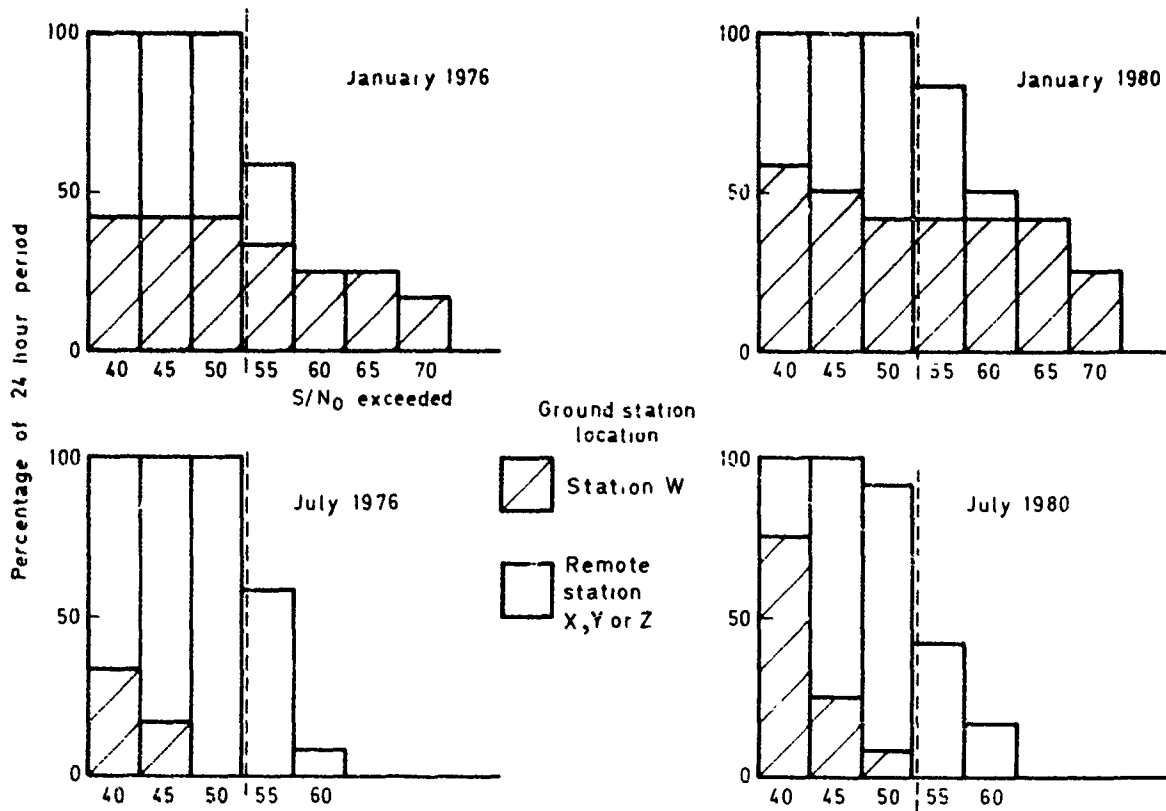 Percentage of 24 hour period
100
50
0
January 1976
40 45 50 55 60 65 70
S/N0 exceeded
100
50
0
January 1980
40 45 50 55 60 65 70
Ground station
location
Station W
Remote
station
X,Y or Z
100
50
0
July 1976
40 45 50 55 60
100
50
0
July 1980
40 45 50 55 60